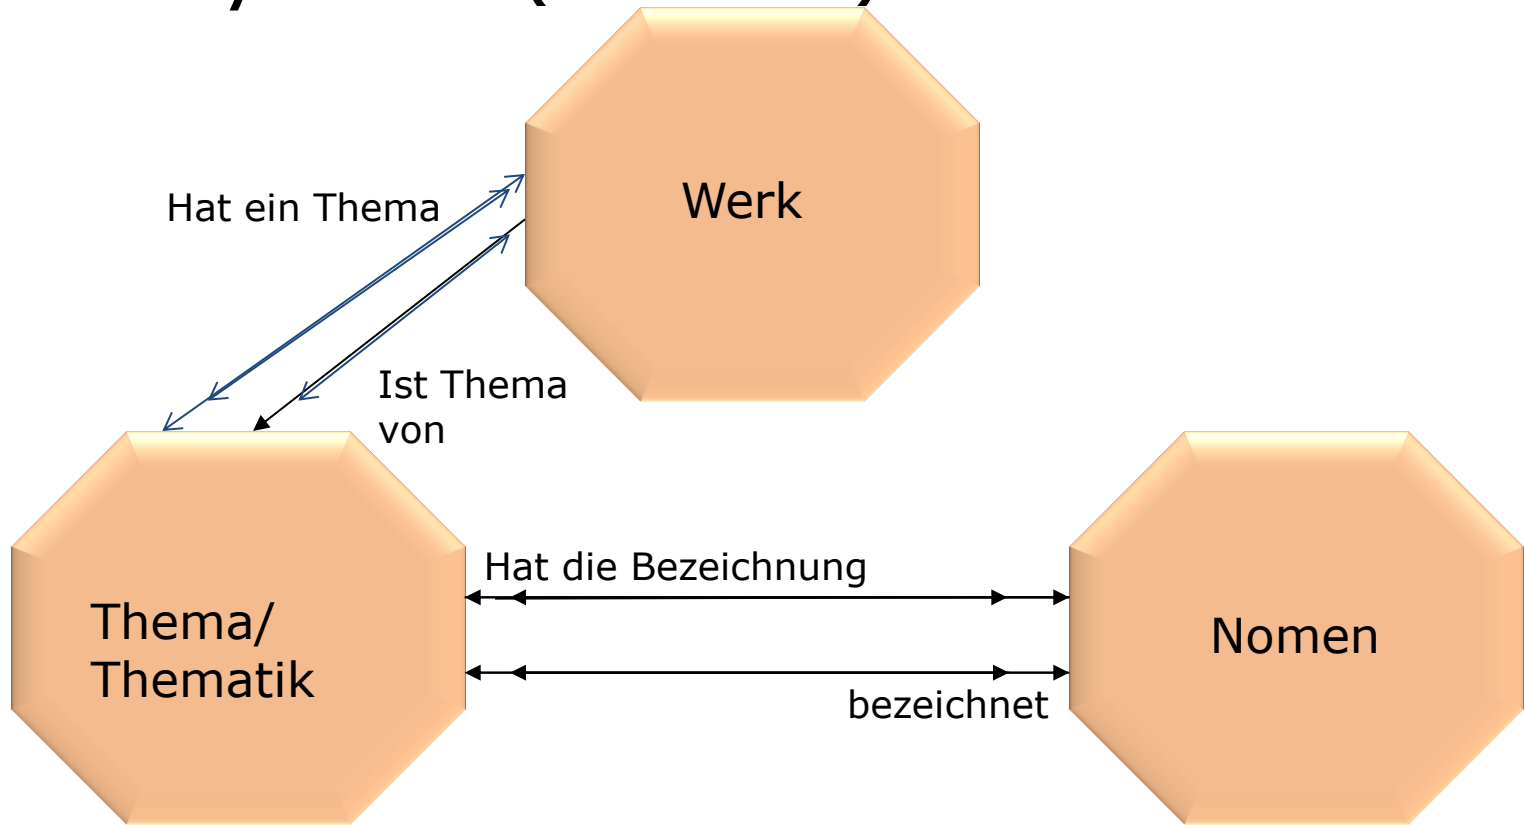 Werk
Hat ein Thema
Ist Thema
von
Hat die Bezeichnung
Thema/
Thematik
Nomen
bezeichnet